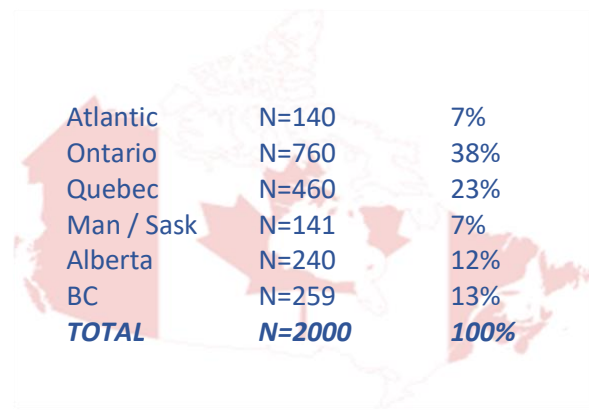 Atlantic N=140 7%
Ontario N=760 38%
Quebec N=460 23%
Man / Sask N=141 7%
Alberta N=240 12%
BC N=259 13%
TOTAL N=2000 100%